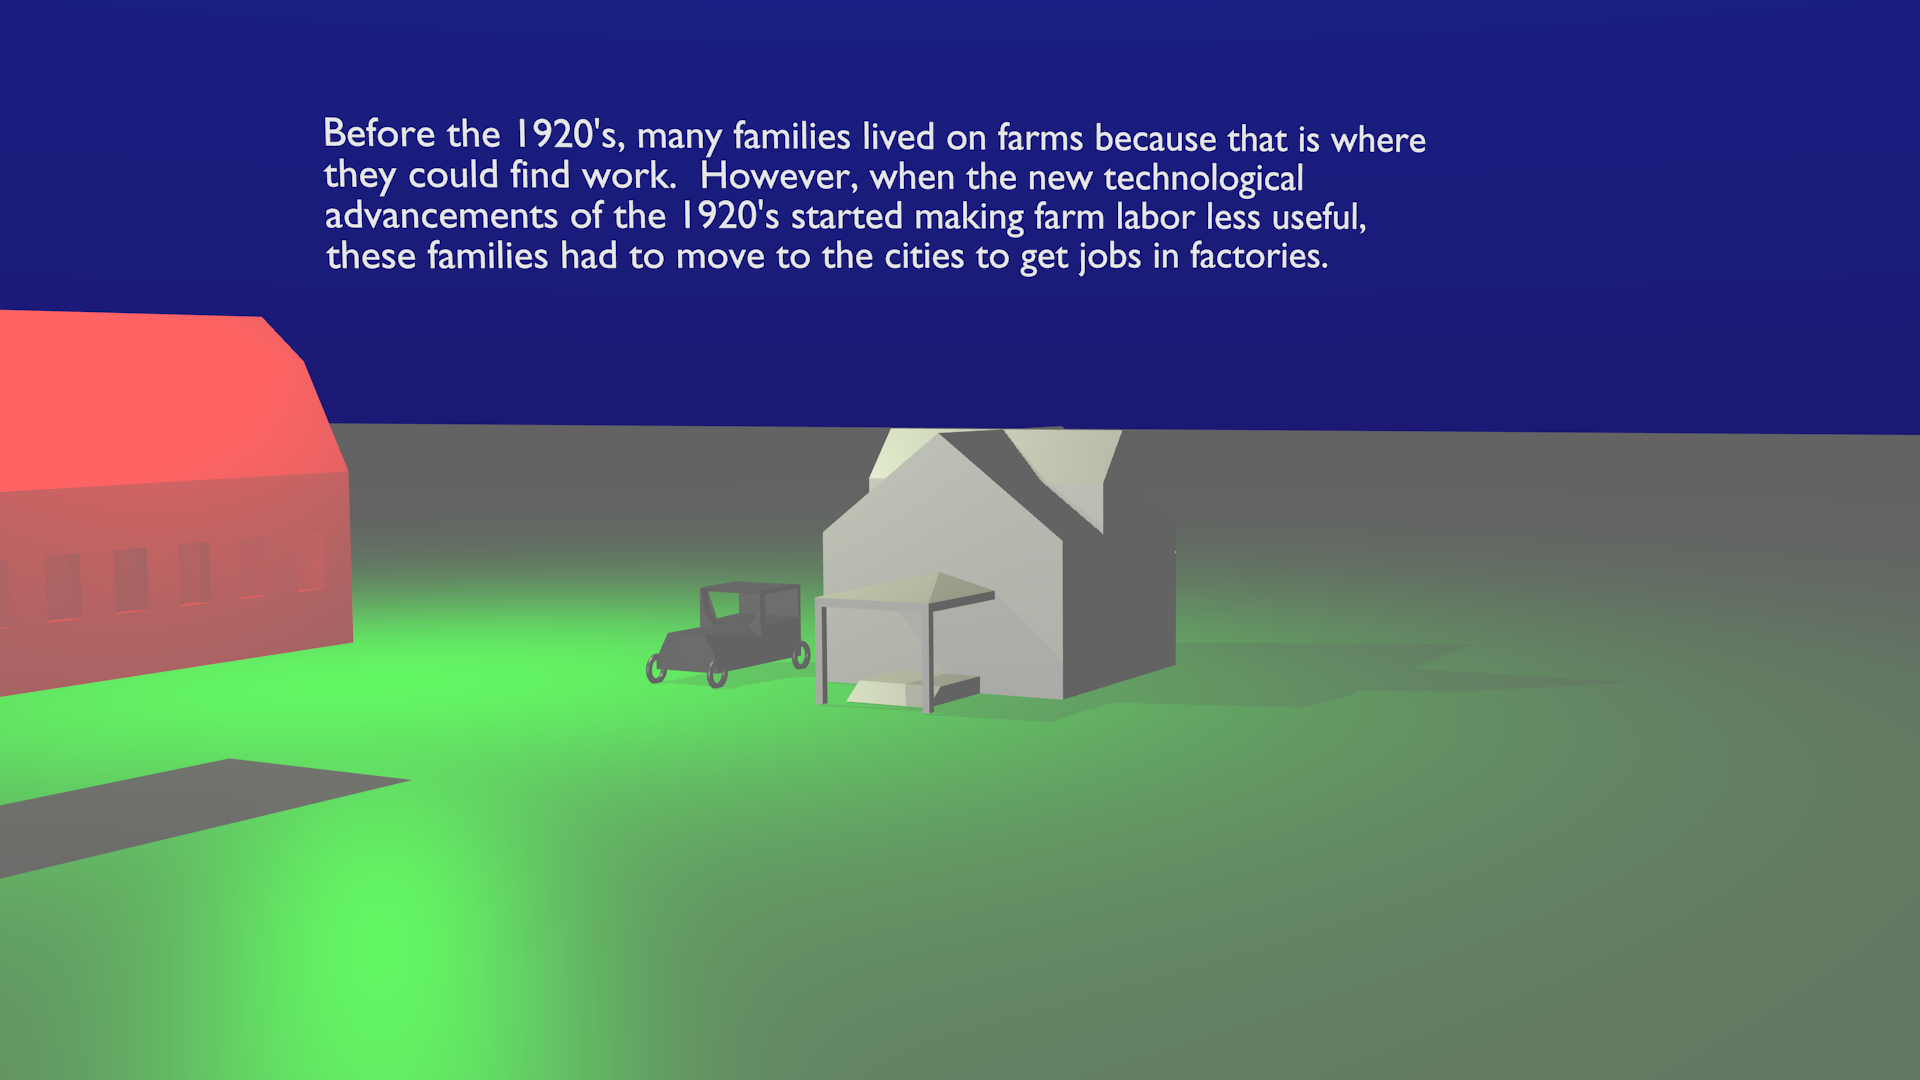 Before the 1920's, many families lived on farms because that is where
they could find work.  However, when the new technological
advancements of the 1920's started making farm labor less useful,
these families had to move to the cities to get jobs in factories.